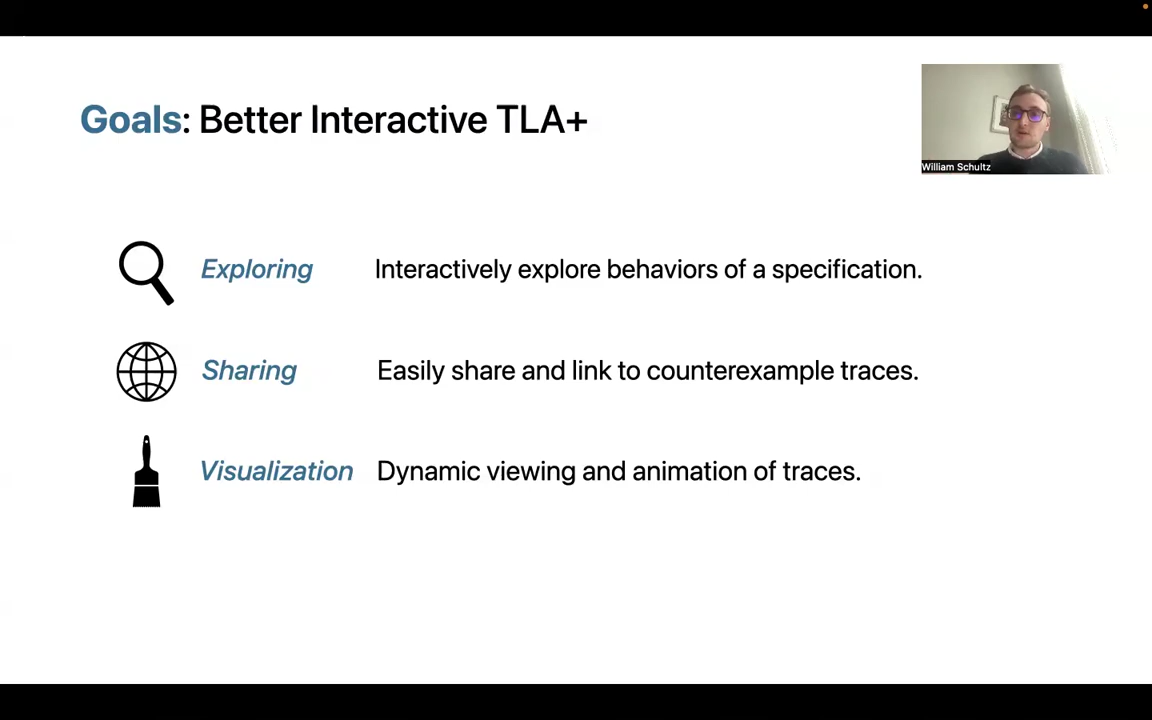 Goals: Better Interactive TLA+
William Schultz
Exploring Interactively explore behaviors of a specification.
Sharing Easily share and link to counterexample traces.
Visualization Dynamic viewing and animation of traces.